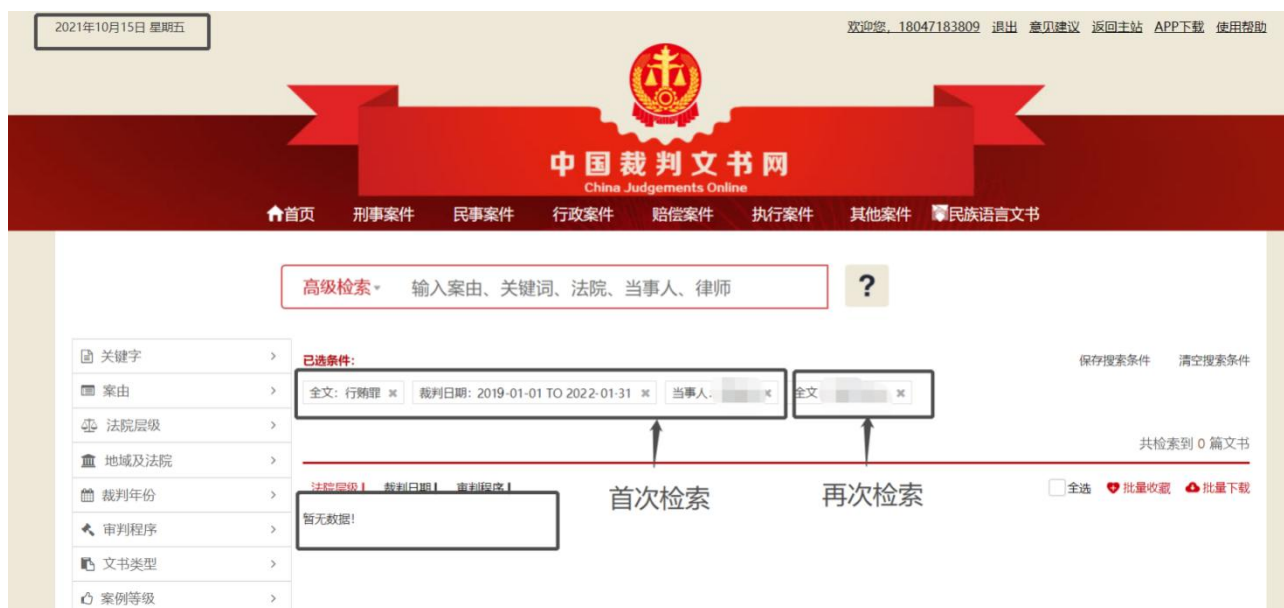 2021年10月15日 星期五
欢迎您，18047183809 退出 意见建议 返回主站 APP下载 使用帮助
中国裁判文书网
China Judgements Online
首页 刑事案件 民事案件 行政案件 赔偿案件 执行案件 其他案件 民族语言文书
高级检索 输入案由、关键词、法院、当事人、律师 ?
关键字
案由
法院层级
地域及法院
裁判年份
审判程序
文书类型
案例等级
已选条件：
保存搜索条件 清空搜索条件
全文：行贿罪 × 裁判日期：2019-01-01 TO 2022-01-31 × 当事人： × 全文 ×
共检索到 0 篇文书
法院层级 裁判日期 审判程序
首次检索 再次检索
全选 批量收藏 批量下载
暂无数据!